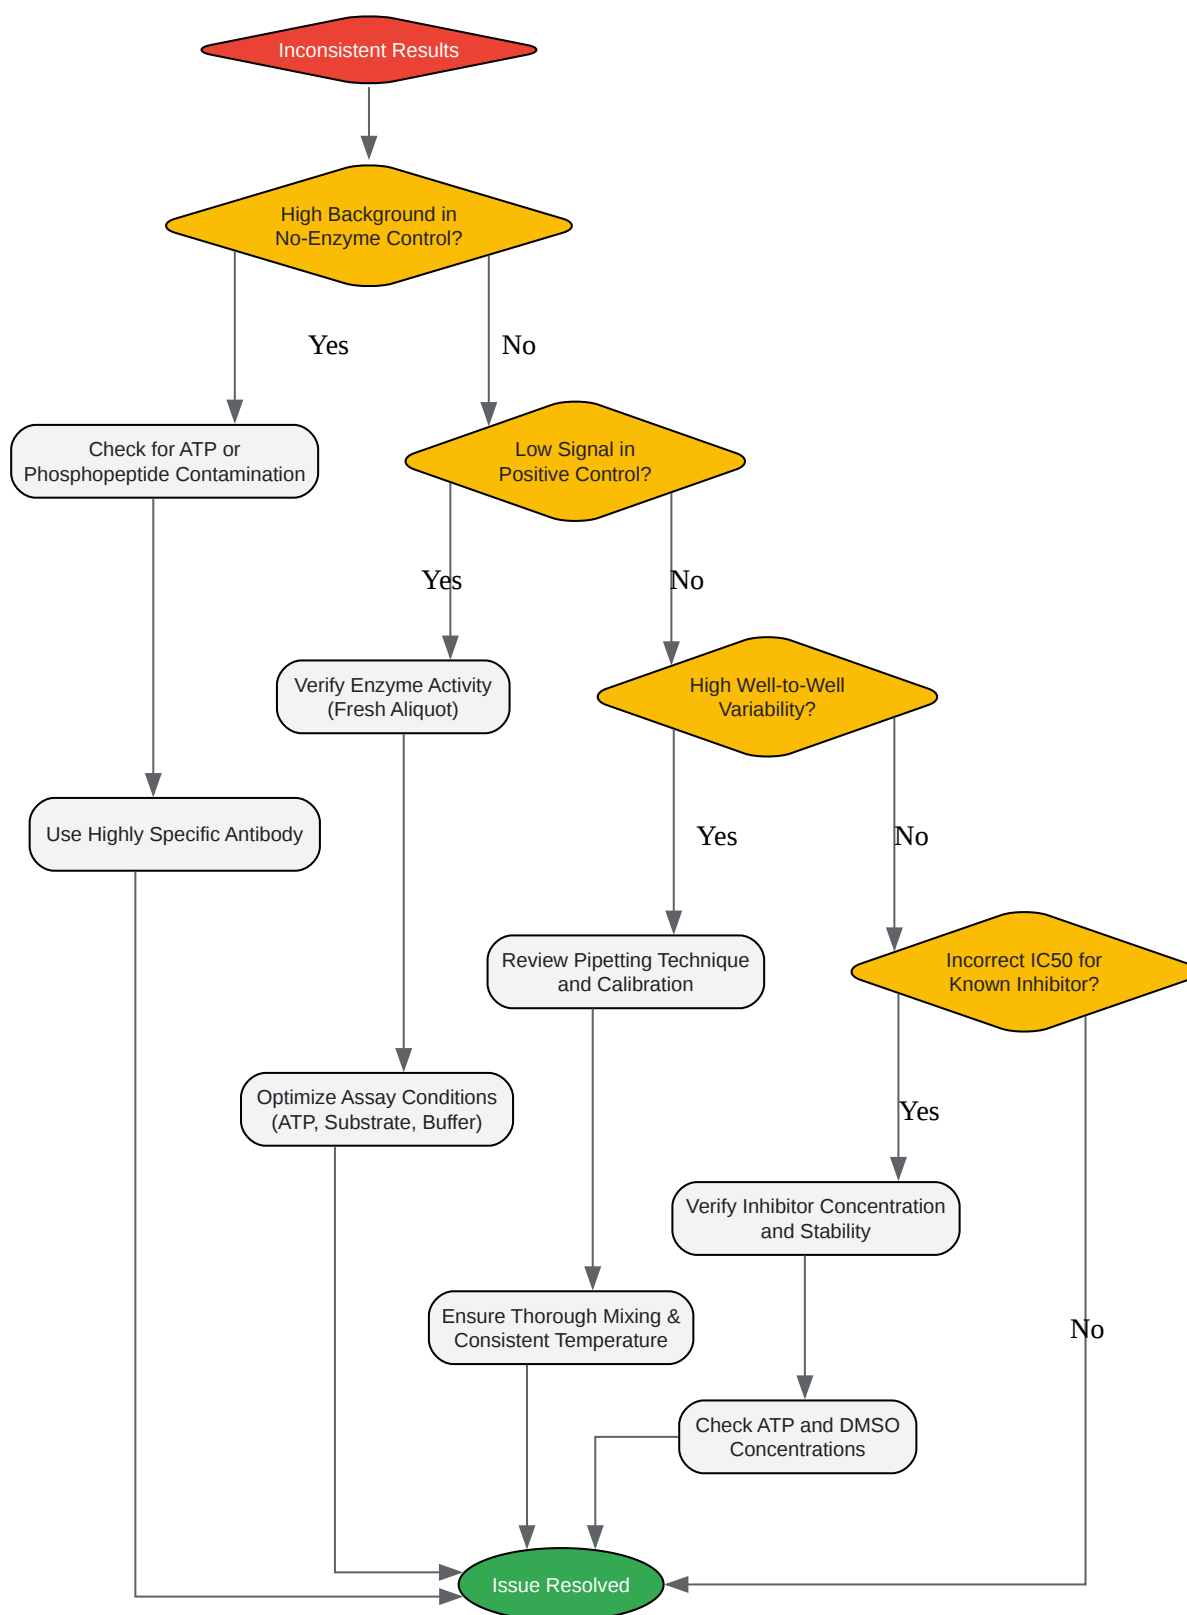 Inconsistent Results
High Background in
No-Enzyme Control?
Yes
No
Check for ATP or
Phosphopeptide Contamination
Low Signal in
Positive Control?
Yes
No
Verify Enzyme Activity
(Fresh Aliquot)
High Well-to-Well
Variability?
Use Highly Specific Antibody
Yes
No
Review Pipetting Technique
and Calibration
Incorrect IC50 for
Known Inhibitor?
Optimize Assay Conditions
(ATP, Substrate, Buffer)
Yes
Verify Inhibitor Concentration
and Stability
Ensure Thorough Mixing &
Consistent Temperature
No
Check ATP and DMSO
Concentrations
Issue Resolved